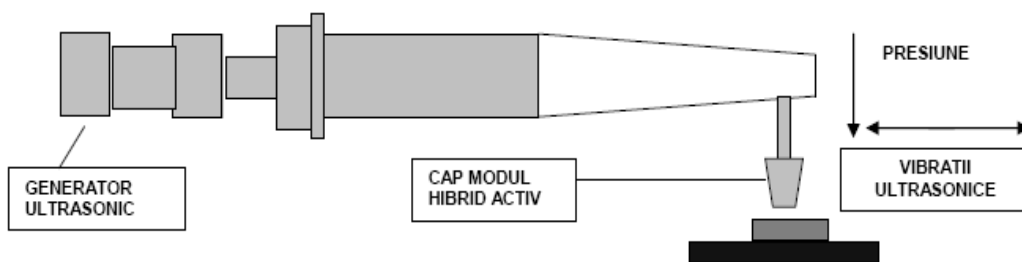 PRESIUNE
GENERATOR
ULTRASONIC
CAP MODUL
HIBRID ACTIV
VIBRATII
ULTRASONICE